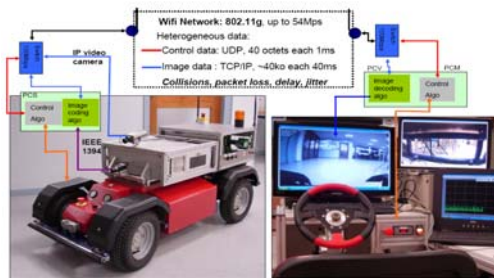 Wifi Network: 802.11g, up to 54Mps
Heterogeneous data:
Control data: UDP, 40 octets each 1ms
Image data : TCP/IP, ~40ko each 40ms
Collisions, packet loss, delay, jitter
IP video
camera
PCS
Control
Algo
Image
coding
algo
IEEE
1394
PCV
PCM
Image
decoding
algo
Control
Algo